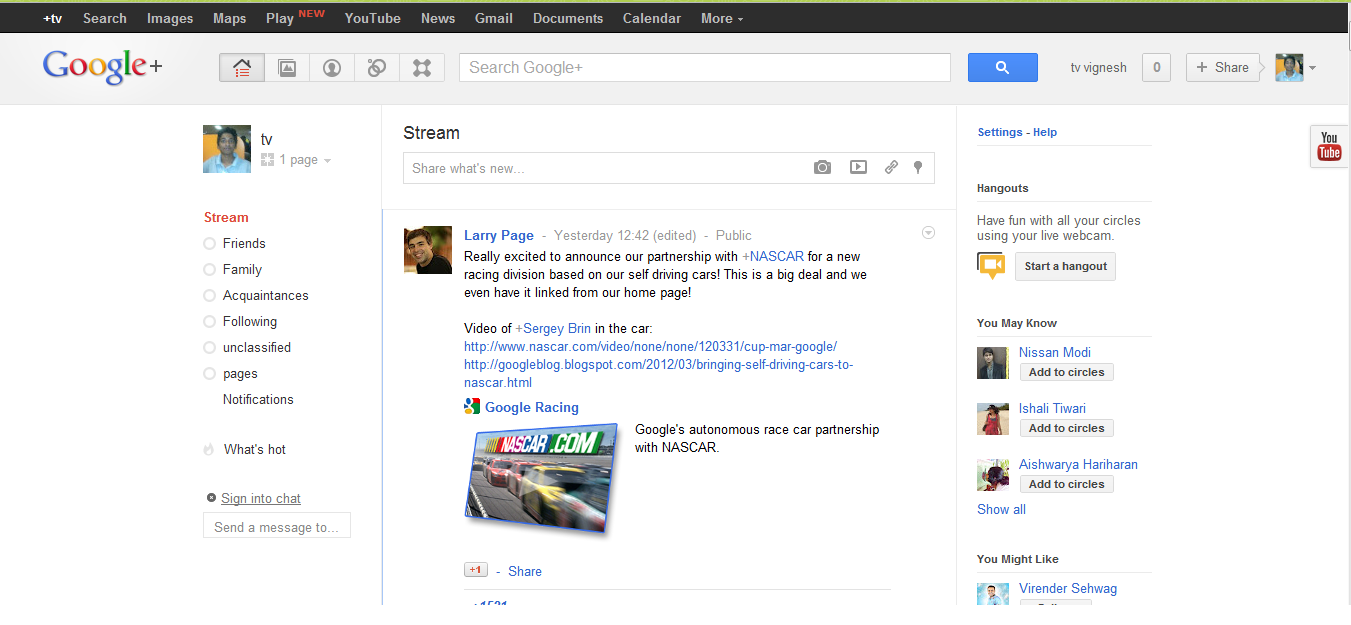 +tv Search Images Maps Play NEW YouTube News Gmail Documents Calendar More
Google+
Search Google+
tv vignesh
0
+ Share
tv
1 page
Stream
Friends
Family
Acquaintances
Following
unclassified
pages
Notifications
What's hot
Sign into chat
Send a message to...
Stream
Share what's new...
Larry Page - Yesterday 12:42 (edited) - Public
Really excited to announce our partnership with +NASCAR for a new
racing division based on our self driving cars! This is a big deal and we
even have it linked from our home page!
Video of +Sergey Brin in the car:
http://www.nascar.com/video/none/none/120331/cup-mar-google/
http://googleblog.blogspot.com/2012/03/bringing-self-driving-cars-to-
nascar.html
Google Racing
NASCAR.COM
Google's autonomous race car partnership
with NASCAR.
+1 - Share
Settings - Help
Hangouts
Have fun with all your circles
using your live webcam.
Start a hangout
You May Know
Nissan Modi
Add to circles
Ishali Tiwari
Add to circles
Aishwarya Hariharan
Add to circles
Show all
You Might Like
Virender Sehwag
You
Tube